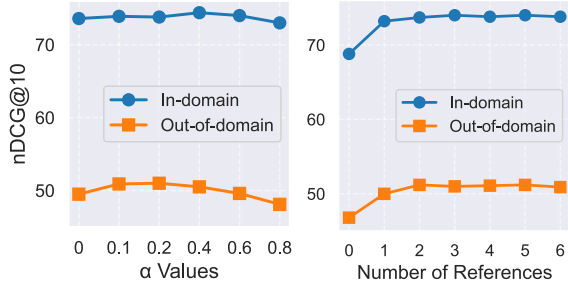 nDCG@10
70
60
50
In-domain
Out-of-domain
0 0.1 0.2 0.4 0.6 0.8
α Values
70
60
50
In-domain
Out-of-domain
0 1 2 3 4 5 6
Number of References